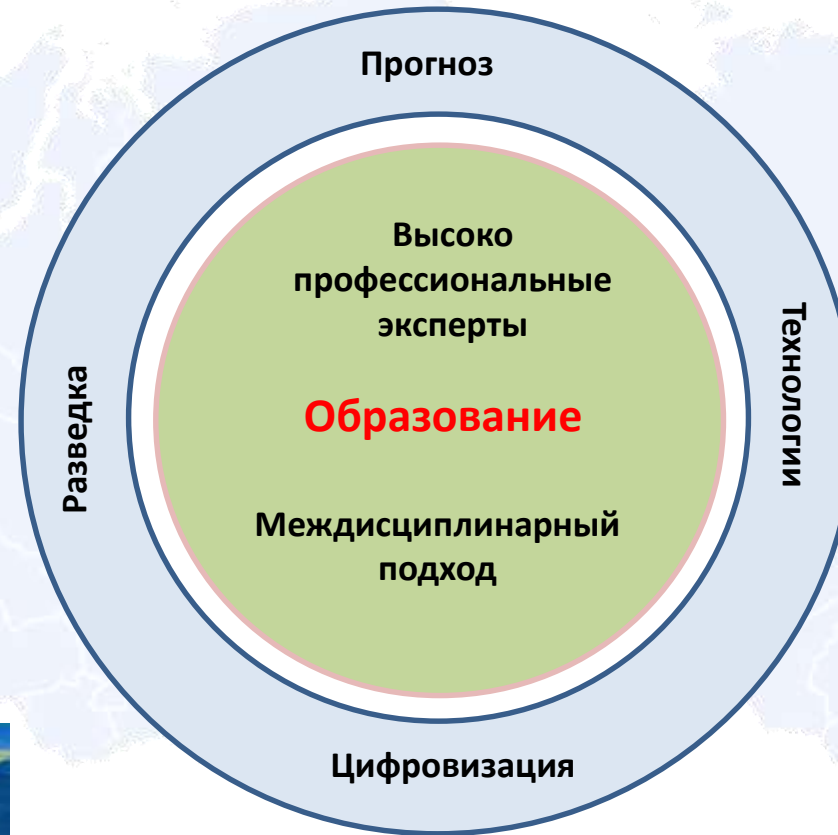 Прогноз
Высоко
профессиональные
эксперты
Технологии
Разведка
Образование
Междисциплинарный
подход
Цифровизация